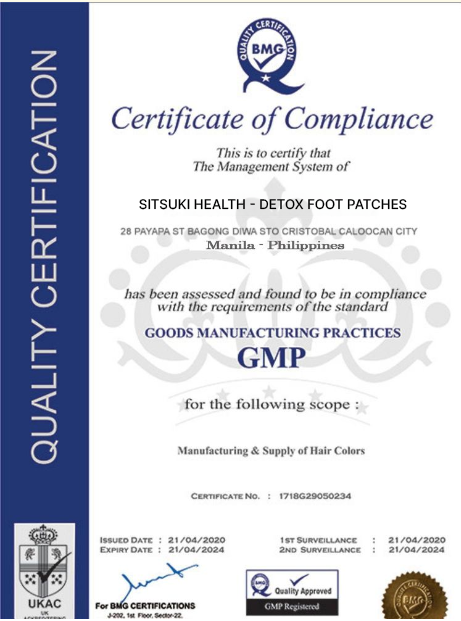 QUALITY CERTIFICATION
QUALITY CERTIFICATION
BMG
Certificate of Compliance
This is to certify that
The Management System of
SITSUKI HEALTH - DETOX FOOT PATCHES
28 PAYAPA ST BAGONG DIWA STO CRISTOBAL CALOOCAN CITY
Manila - Philippines
has been assessed and found to be in compliance
with the requirements of the standard
GOODS MANUFACTURING PRACTICES
GMP
for the following scope :
Manufacturing & Supply of Hair Colors
CERTIFICATE NO. : 1718G29050234
ISSUED DATE : 21/04/2020
EXPIRY DATE : 21/04/2024
1ST SURVEILLANCE : 21/04/2020
2ND SURVEILLANCE : 21/04/2024
UKAC
UK
For BMG CERTIFICATIONS
J-202, 1st Floor, Sector-22,
BMG
Quality Approved
GMP Registered
BMG